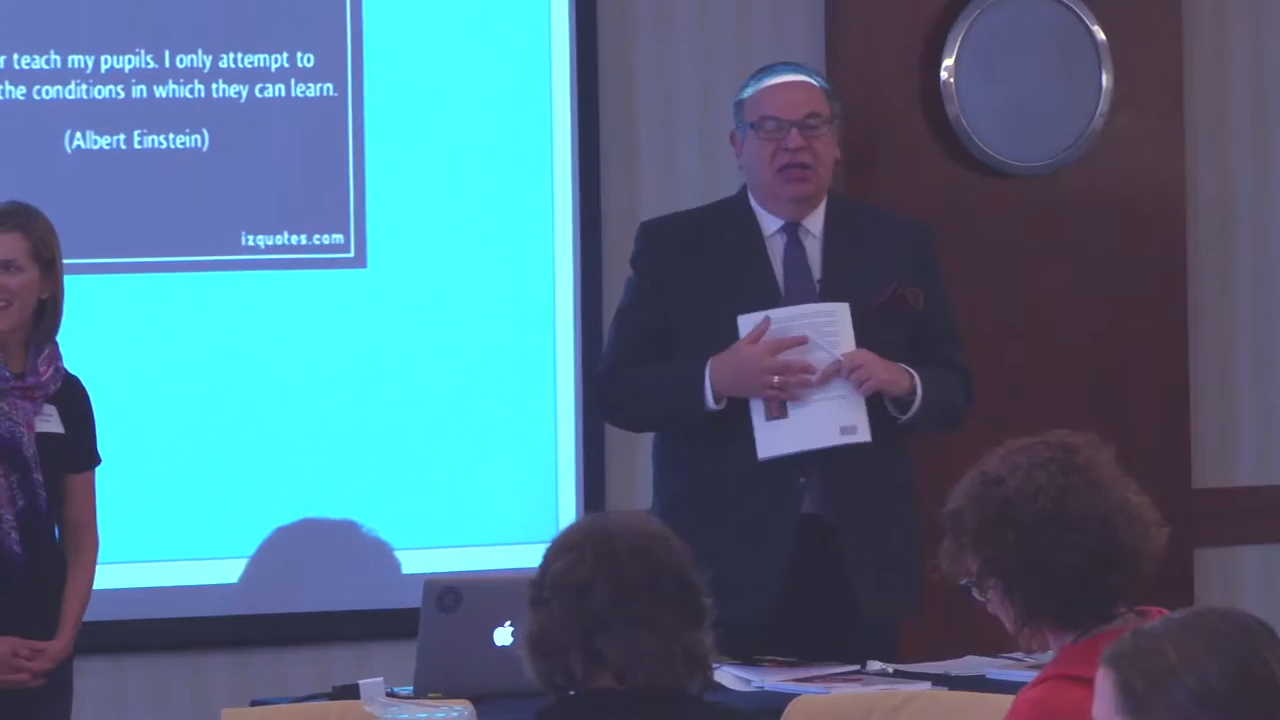 r teach my pupils. I only attempt to
the conditions in which they can learn.
(Albert Einstein)
izquotes.com